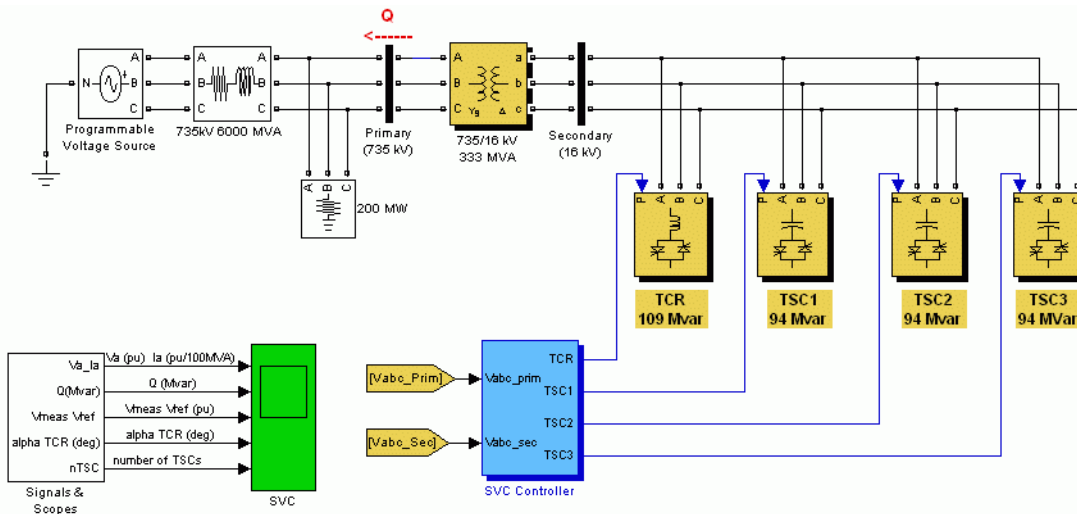 Q
<------
N
A
B
C
A
B
C
A
B
C
A
B
C
Yg
Δ
a
b
c
Programmable
Voltage Source
735kV 6000 MVA
Primary
(735 kV)
735/16 kV
333 MVA
Secondary
(16 kV)
A B C
200 MW
P A B C
P A B C
P A B C
P A B C
TCR
109 Mvar
TSC1
94 Mvar
TSC2
94 Mvar
TSC3
94 MVar
Va_Ia
Q(Mvar)
Vmeas Vref
alpha TCR (deg)
nTSC
Signals &
Scopes
Va (pu) Ia (pu/100MVA)
Q (Mvar)
Vmeas Vref (pu)
alpha TCR (deg)
number of TSCs
SVC
[Vabc_Prim]
[Vabc_Sec]
Vabc_prim
Vabc_sec
TCR
TSC1
TSC2
TSC3
SVC Controller